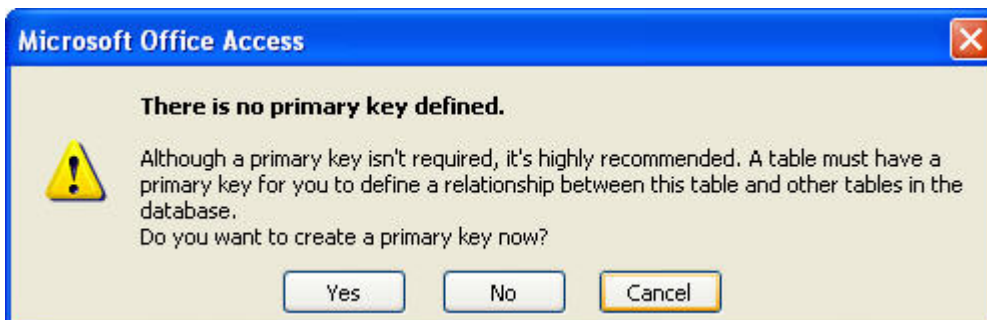 Microsoft Office Access
There is no primary key defined.
Although a primary key isn't required, it's highly recommended. A table must have a
primary key for you to define a relationship between this table and other tables in the
database.
Do you want to create a primary key now?
Yes No Cancel